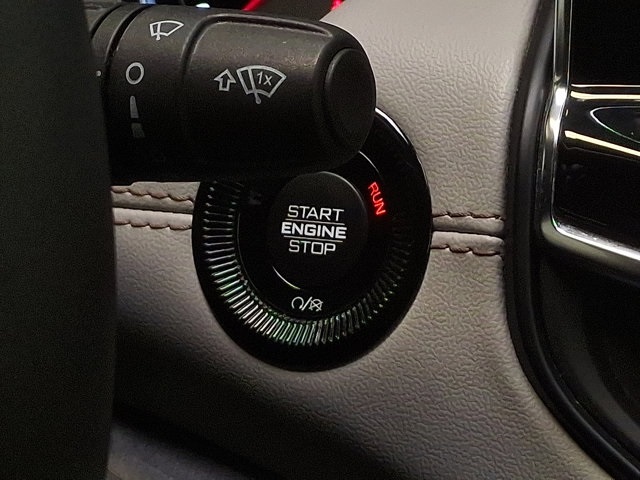 1x
START
ENGINE
STOP
RUN